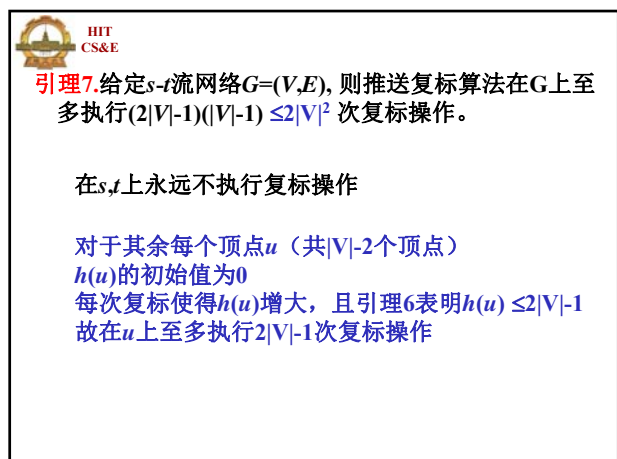 HIT
CS&E
引理7.给定s-t流网络G=(V,E), 则推送复标算法在G上至
多执行(2|V|-1)(|V|-1) ≤2|V|² 次复标操作。
在s,t上永远不执行复标操作
对于其余每个顶点u（共|V|-2个顶点）
h(u)的初始值为0
每次复标使得h(u)增大，且引理6表明h(u) ≤2|V|-1
故在u上至多执行2|V|-1次复标操作